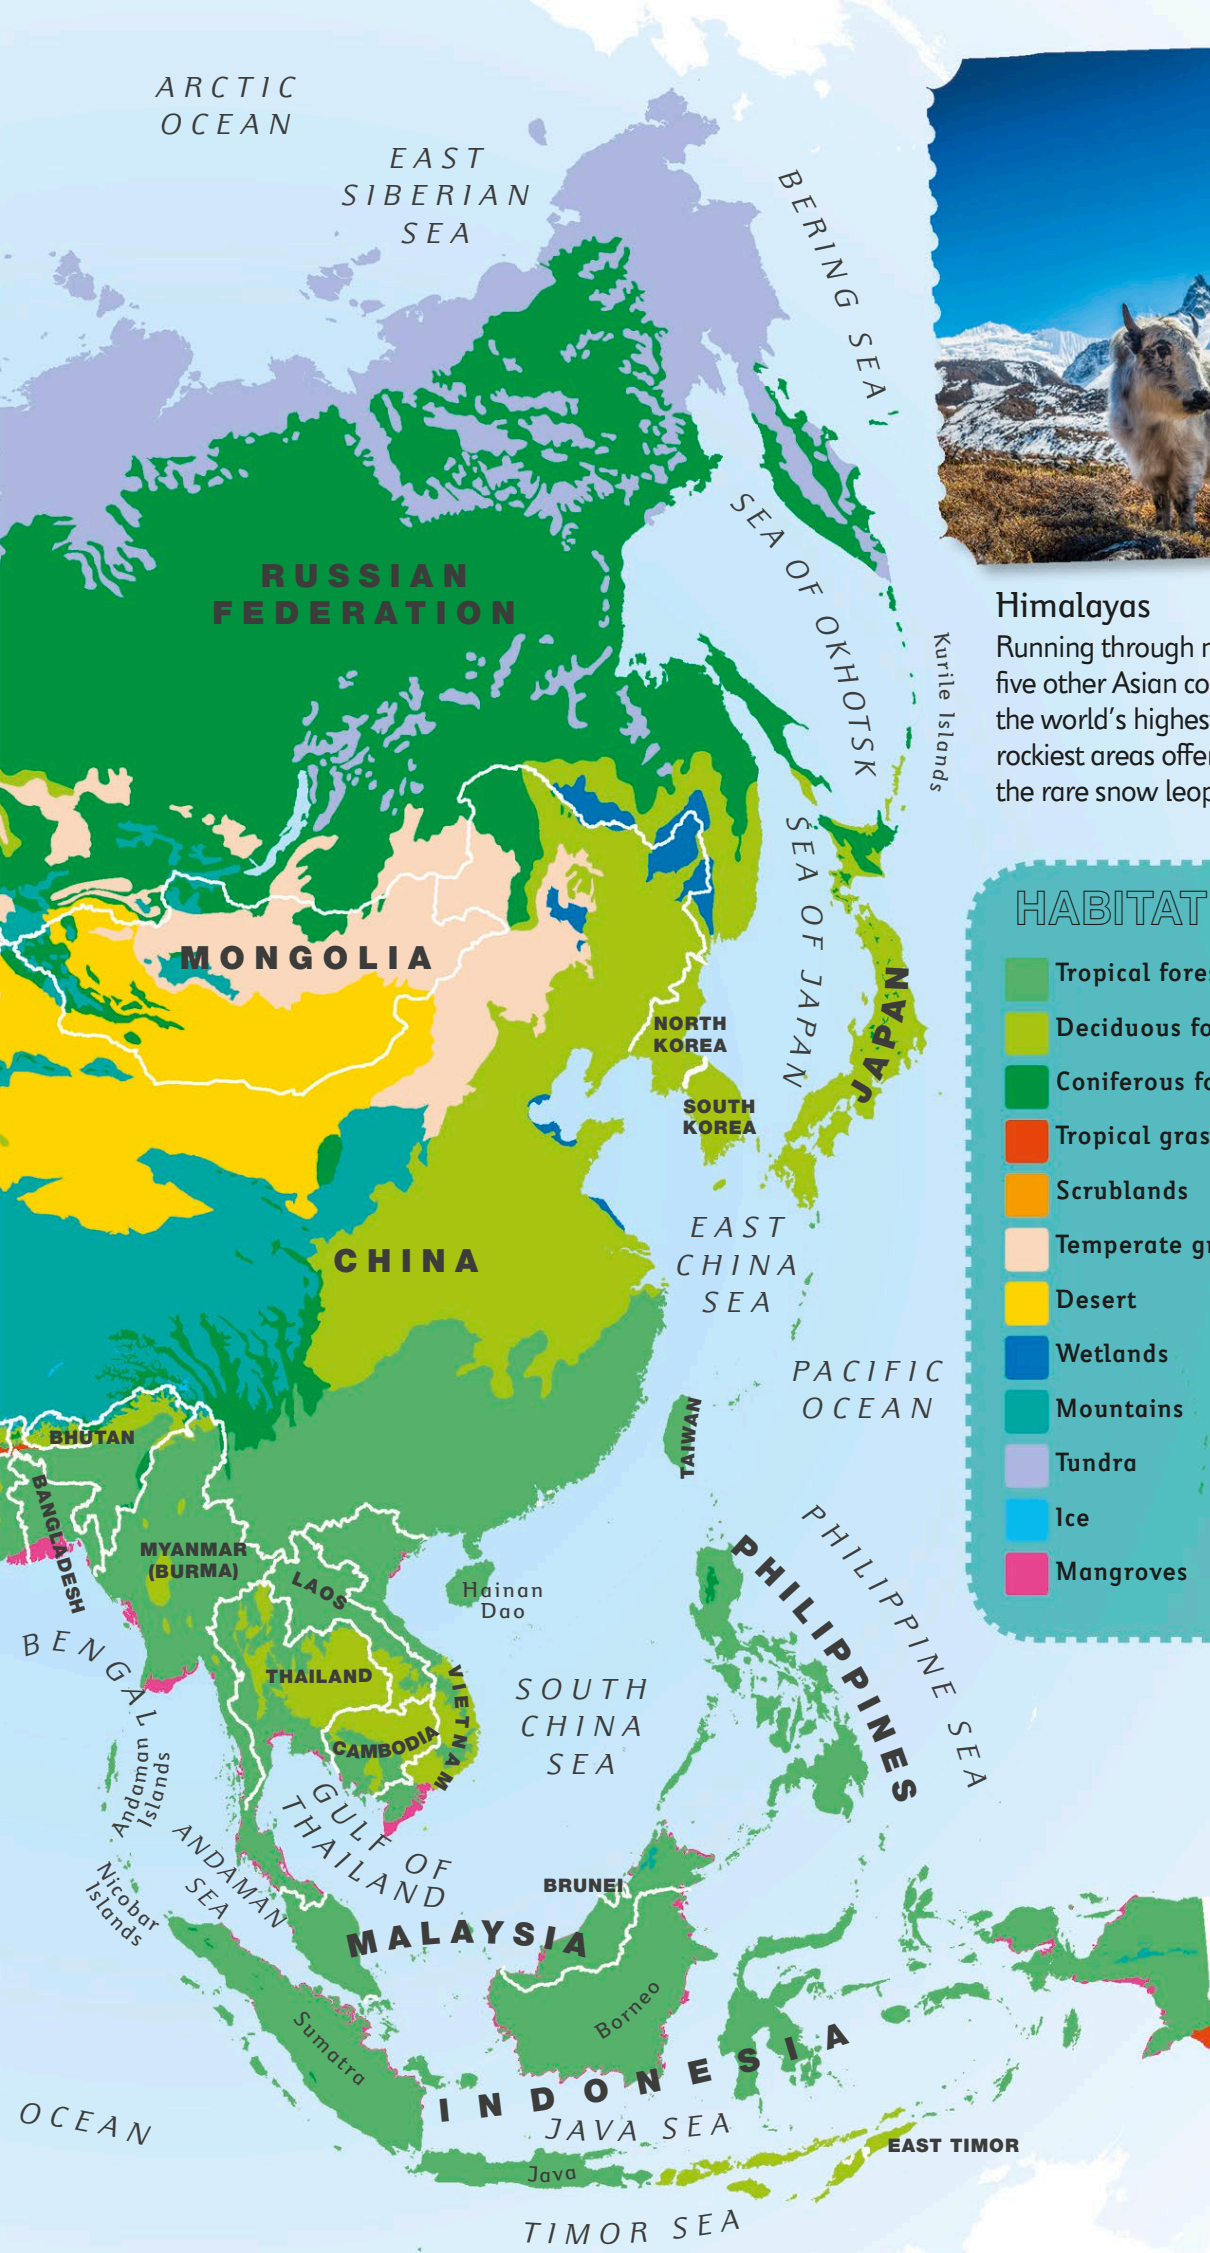 ARCTIC
OCEAN
EAST
SIBERIAN
SEA
BERING SEA
SEA OF OKHOTSK
RUSSIAN
FEDERATION
Kurile Islands
Himalayas
Running through
five other Asian
the world's
rockiest areas
the rare snow
HABITAT
Tropical
Deciduous
Coniferous
Tropical
Scrublands
Temperate
Desert
Wetlands
Mountains
Tundra
Ice
Mangroves
MONGOLIA
SEA OF JAPAN
JAPAN
NORTH
KOREA
SOUTH
KOREA
CHINA
EAST
CHINA
SEA
PACIFIC
OCEAN
BHUTAN
TAIWAN
BANGLADESH
MYANMAR
(BURMA)
LAOS
Hainan
Dao
PHILIPPINES
PHILIPPINE SEA
BENGAL
THAILAND
VIETNAM
CAMBODIA
SOUTH
CHINA
SEA
Andaman
Islands
GULF OF
THAILAND
ANDAMAN
SEA
Nicobar
Islands
BRUNEI
MALAYSIA
Borneo
Sumatra
INDONESIA
OCEAN
JAVA SEA
EAST TIMOR
Java
TIMOR SEA